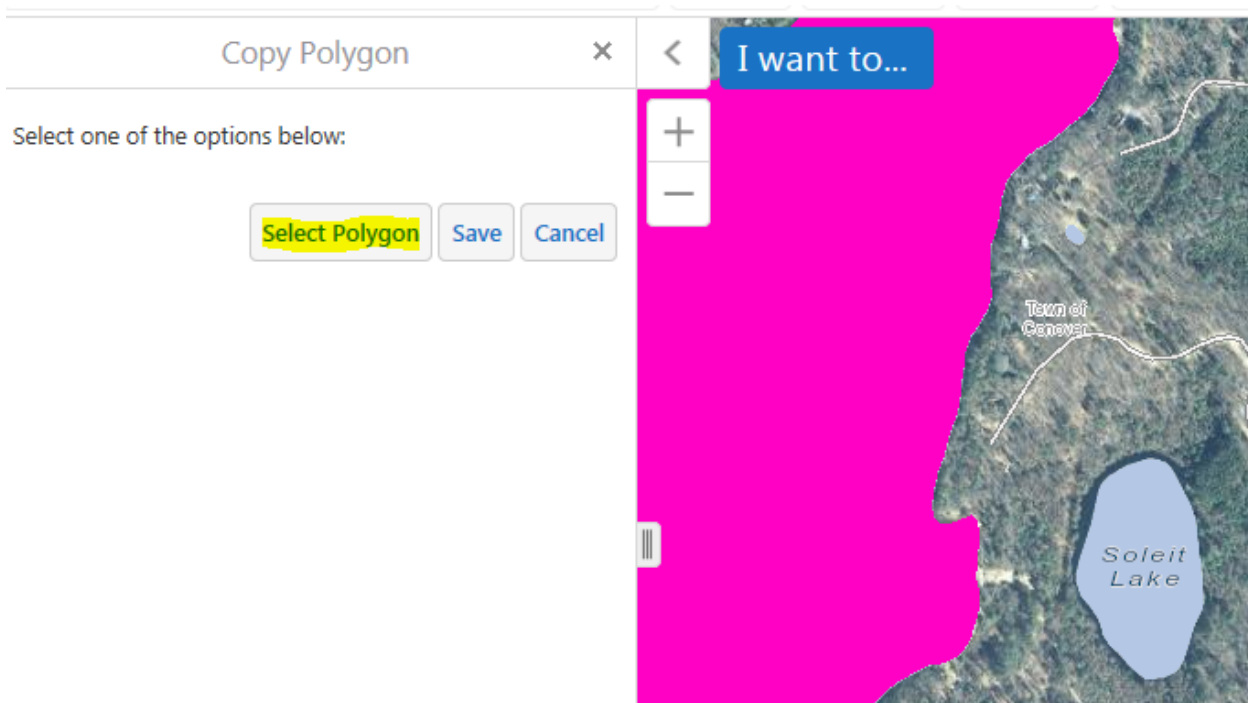 Copy Polygon ×
I want to...
Select one of the options below:
Select Polygon Save Cancel
Town of
Conover
Soleit
Lake